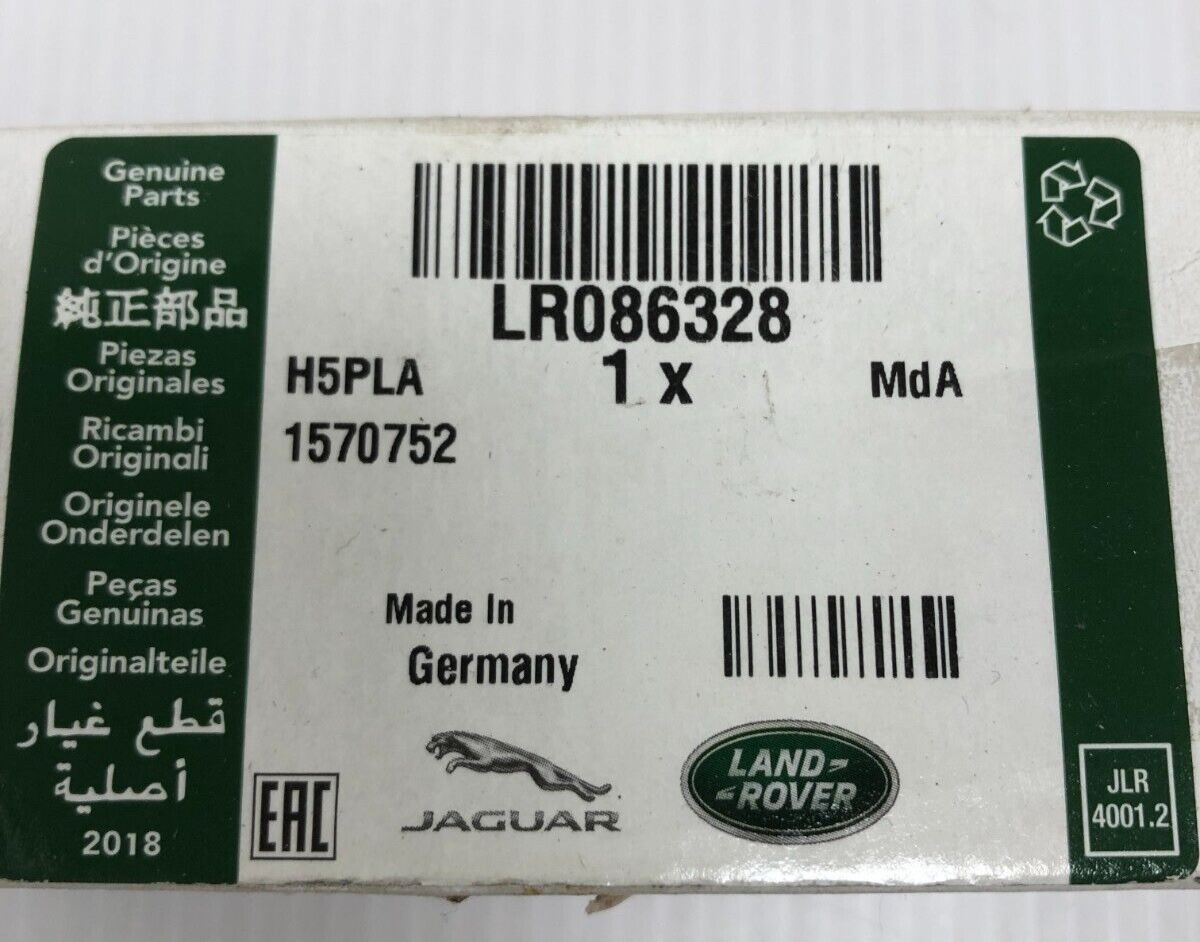 Genuine
Parts
Pièces
d'Origine
純正部品
Piezas
Originales
Ricambi
Originali
Originele
Onderdelen
Peças
Genuinas
Originalteile
قطع غيار
أصلية
2018
LR086328
H5PLA 1 x MdA
1570752
Made In
Germany
EAC
JAGUAR
LAND-
-ROVER
JLR
4001.2